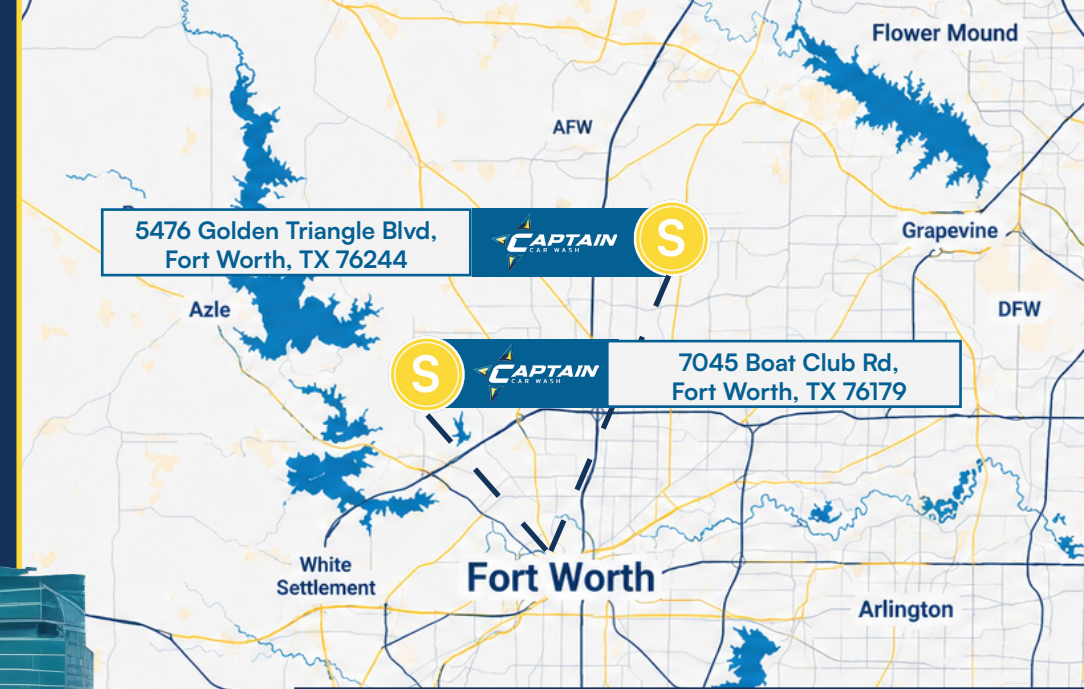 Flower Mound
AFW
5476 Golden Triangle Blvd,
Fort Worth, TX 76244
CAPTAIN
CAR WASH
S
Grapevine
Azle
DFW
S
CAPTAIN
CAR WASH
7045 Boat Club Rd,
Fort Worth, TX 76179
White
Settlement
Fort Worth
Arlington